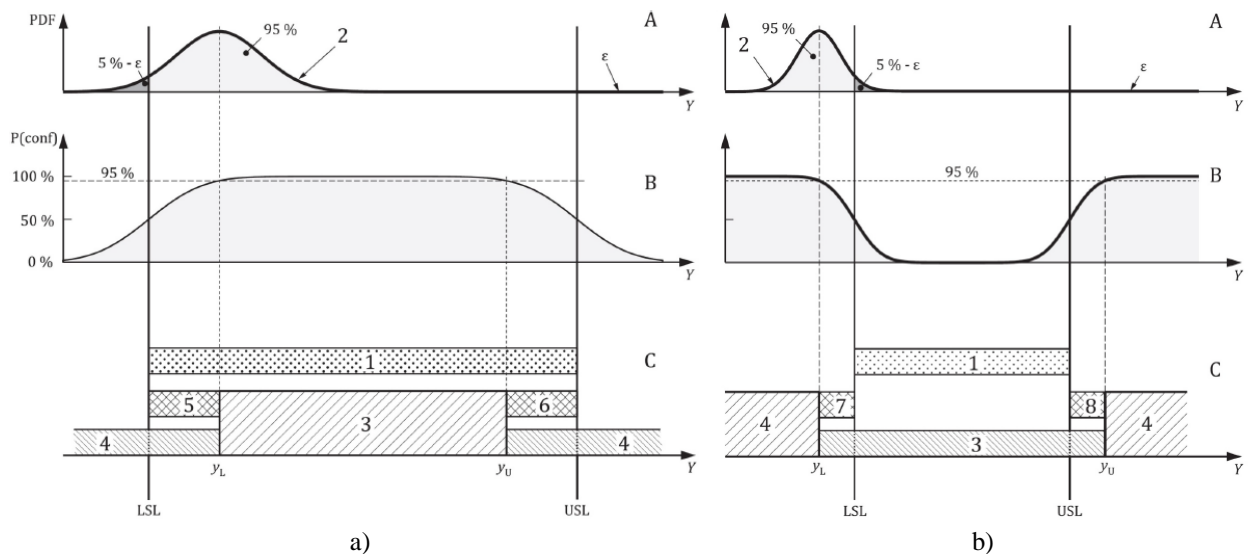 PDF
A
95 %
2
5 % - ε
ε
Y
P(conf)
100 %
95 %
50 %
0 %
B
Y
C
1
5
6
3
4
4
y_L
y_U
Y
LSL
USL
a)
A
95 %
2
5 % - ε
ε
Y
95 %
B
Y
1
C
7
8
4
4
3
y_L
y_U
Y
LSL
USL
b)